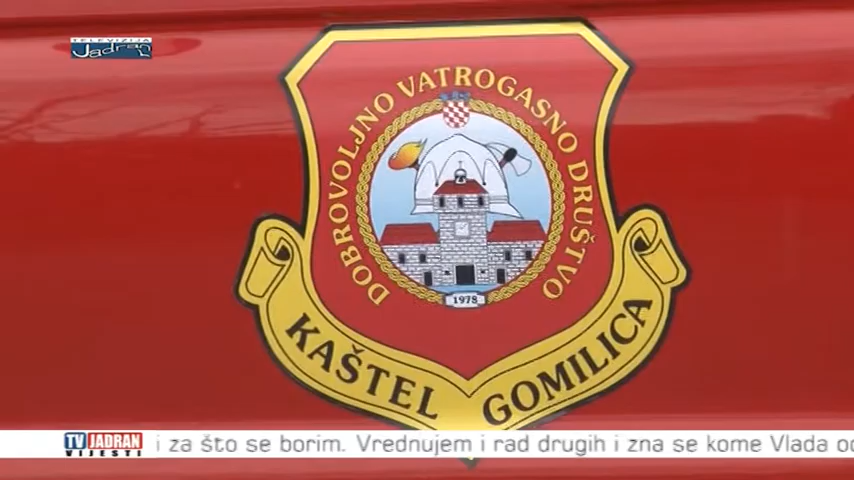 TELEVIZIJA
Jadran
DOBROVOLJNO VATROGASNO DRUŠTVO
1978
KAŠTEL GOMILICA
TV JADRAN
VIJESTI
i za što se borim. Vrednujem i rad drugih i zna se kome Vlada od